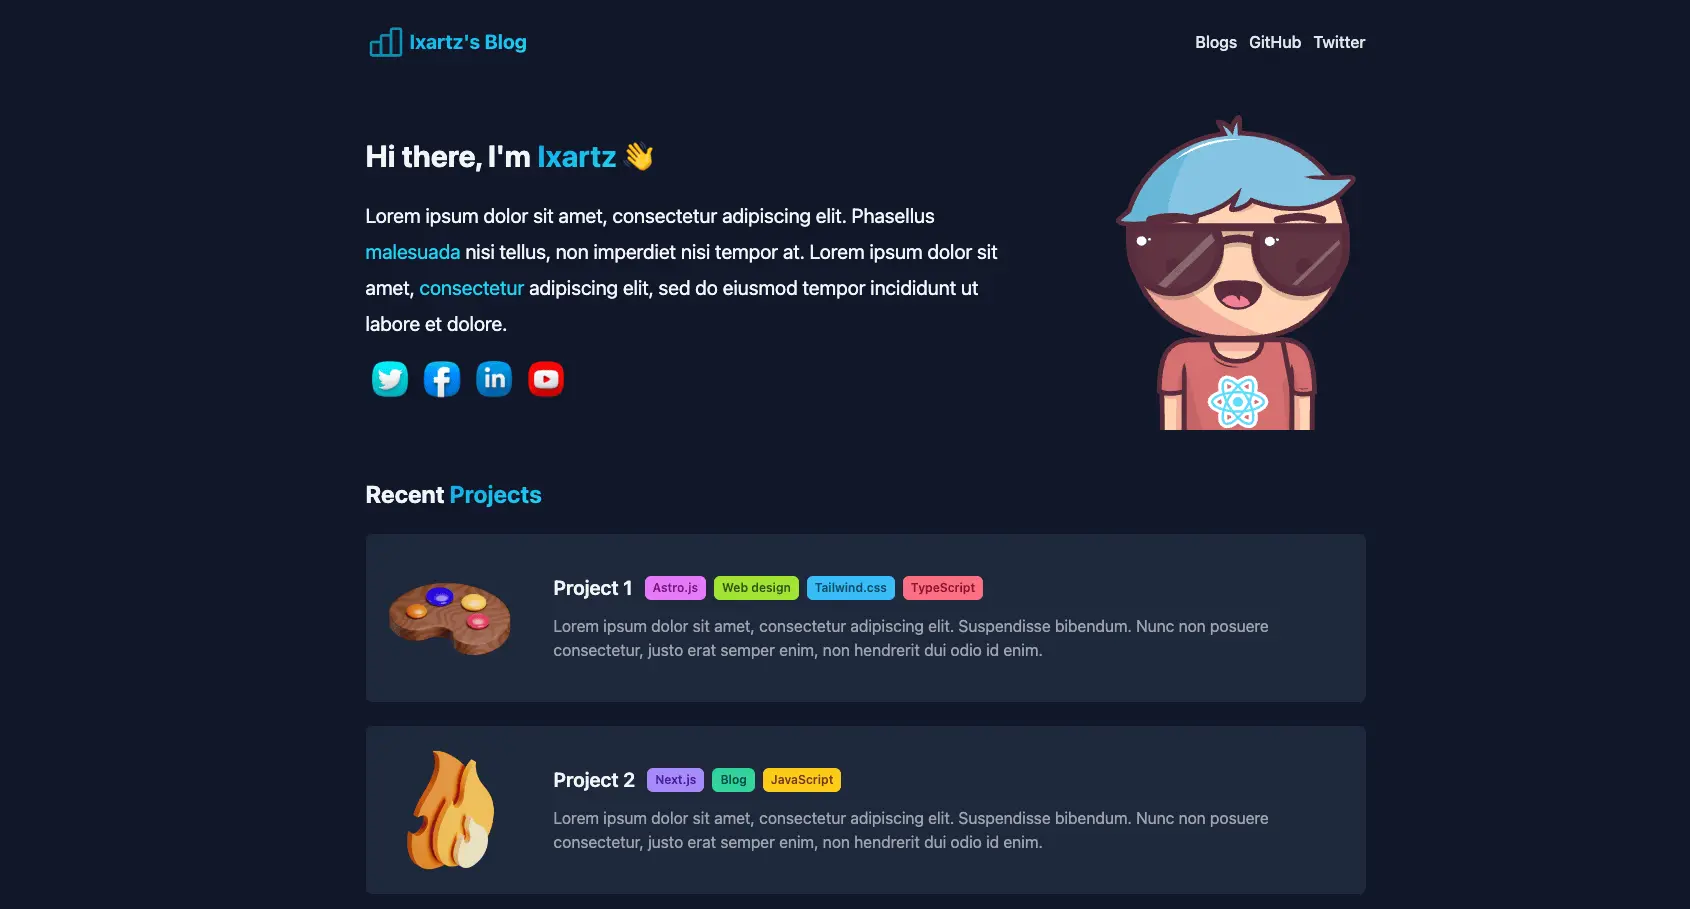 Ixartz's Blog
Blogs GitHub Twitter
Hi there, I'm Ixartz 👋
Lorem ipsum dolor sit amet, consectetur adipiscing elit. Phasellus
malesuada nisi tellus, non imperdiet nisi tempor at. Lorem ipsum dolor sit
amet, consectetur adipiscing elit, sed do eiusmod tempor incididunt ut
labore et dolore.
in
Recent Projects
Project 1 Astro.js Web design Tailwind.css TypeScript
Lorem ipsum dolor sit amet, consectetur adipiscing elit. Suspendisse bibendum. Nunc non posuere
consectetur, justo erat semper enim, non hendrerit dui odio id enim.
Project 2 Next.js Blog JavaScript
Lorem ipsum dolor sit amet, consectetur adipiscing elit. Suspendisse bibendum. Nunc non posuere
consectetur, justo erat semper enim, non hendrerit dui odio id enim.